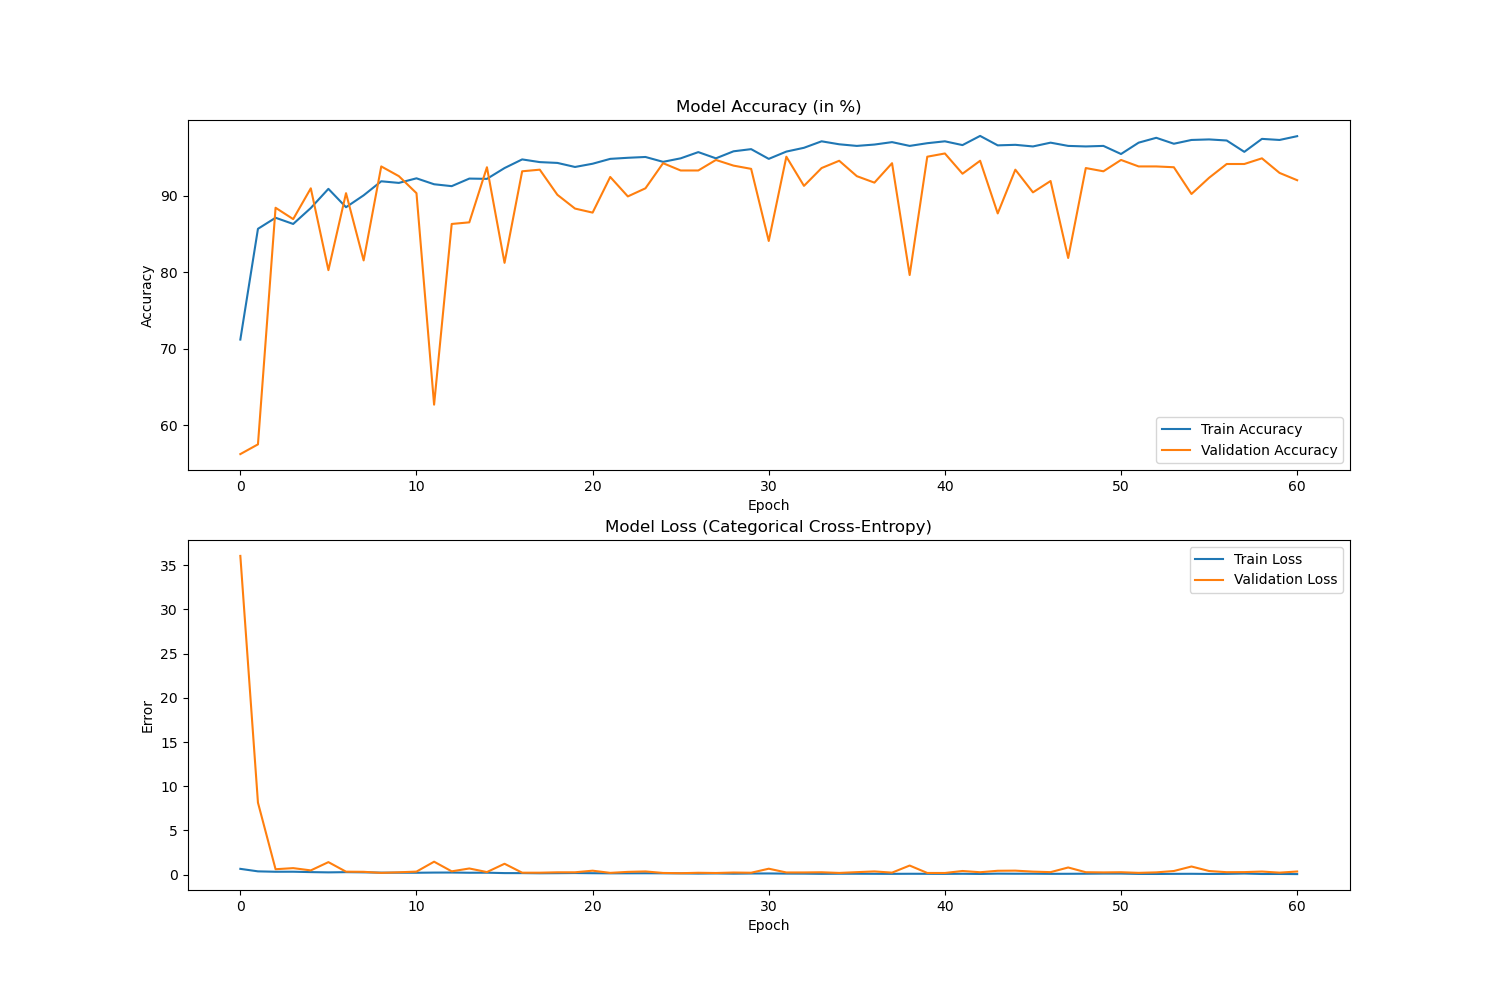 Model Accuracy (in %)
Accuracy
90
80
70
60
Train Accuracy
Validation Accuracy
0 10 20 30 40 50 60
Epoch
Model Loss (Categorical Cross-Entropy)
Error
35
30
25
20
15
10
5
0
Train Loss
Validation Loss
0 10 20 30 40 50 60
Epoch